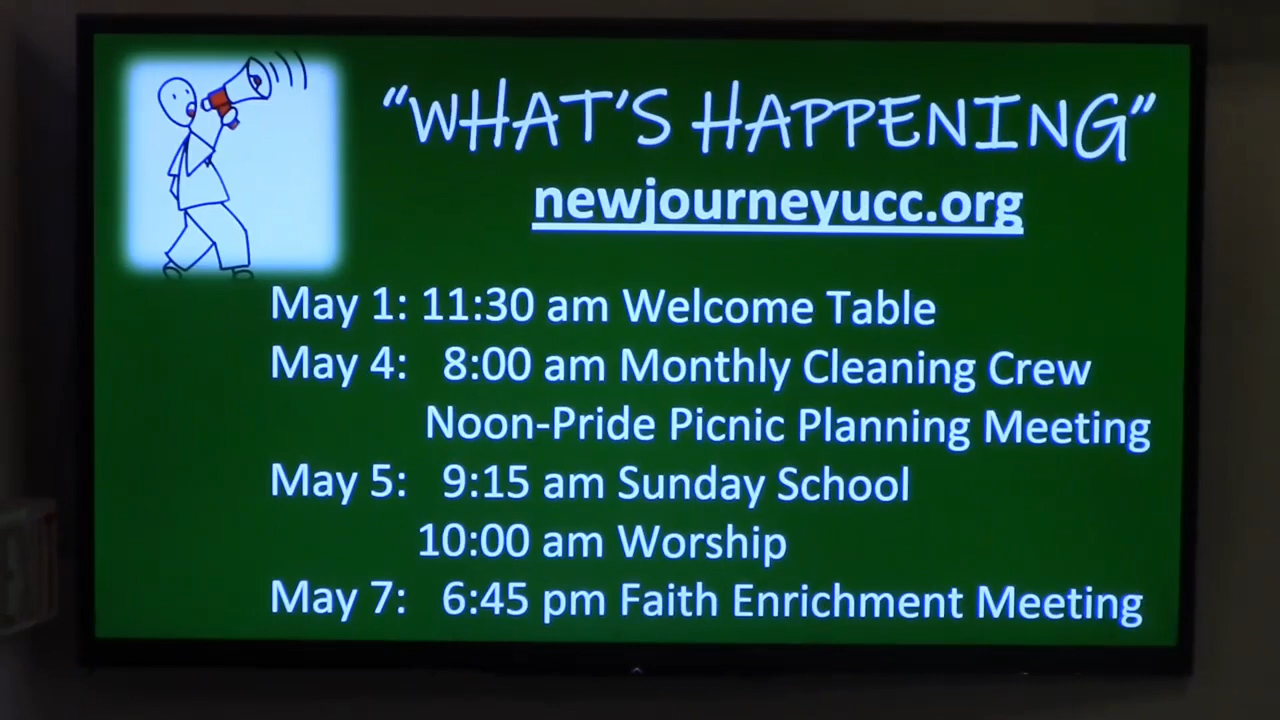 "WHAT'S HAPPENING"
newjourneyucc.org
May 1: 11:30 am Welcome Table
May 4: 8:00 am Monthly Cleaning Crew
Noon-Pride Picnic Planning Meeting
May 5: 9:15 am Sunday School
10:00 am Worship
May 7: 6:45 pm Faith Enrichment Meeting